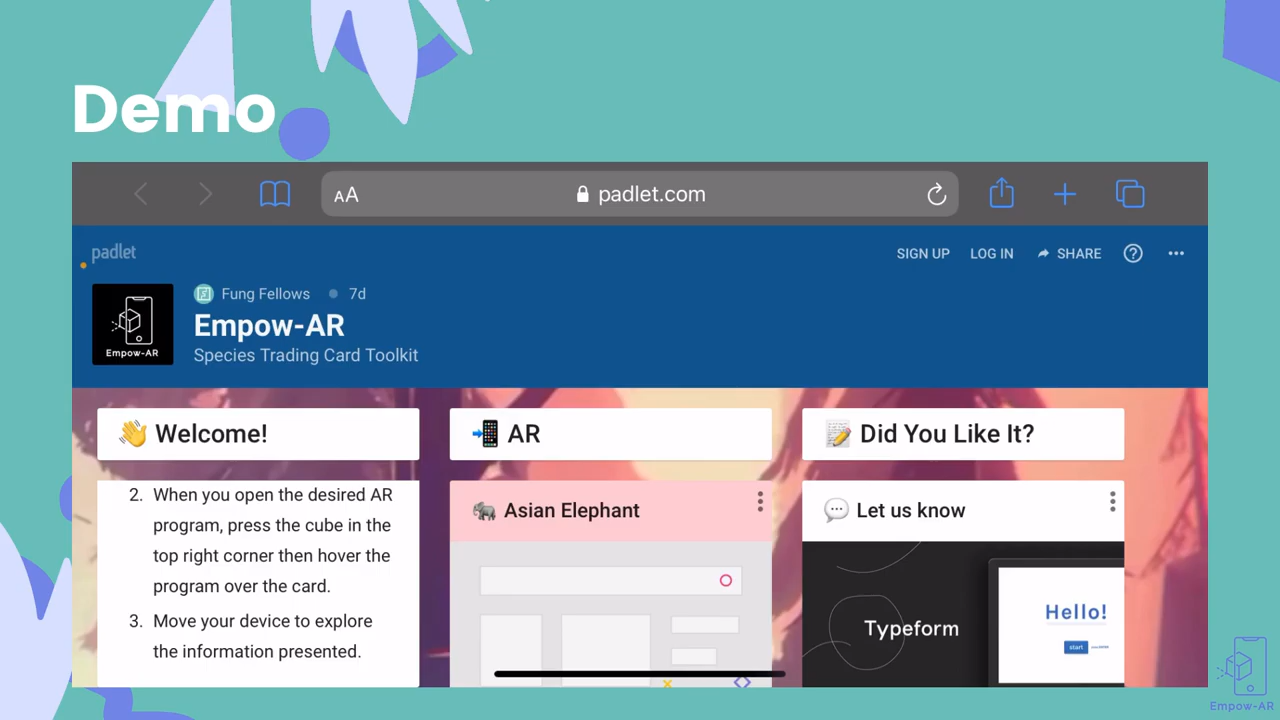 Demo
AA
padlet.com
padlet
SIGN UP
LOG IN
SHARE
?
Fung Fellows
7d
Empow-AR
Empow-AR
Species Trading Card Toolkit
Welcome!
AR
Did You Like It?
2. When you open the desired AR
program, press the cube in the
top right corner then hover the
program over the card.
3. Move your device to explore
the information presented.
Asian Elephant
Let us know
Typeform
Hello!
start
Empow-AR